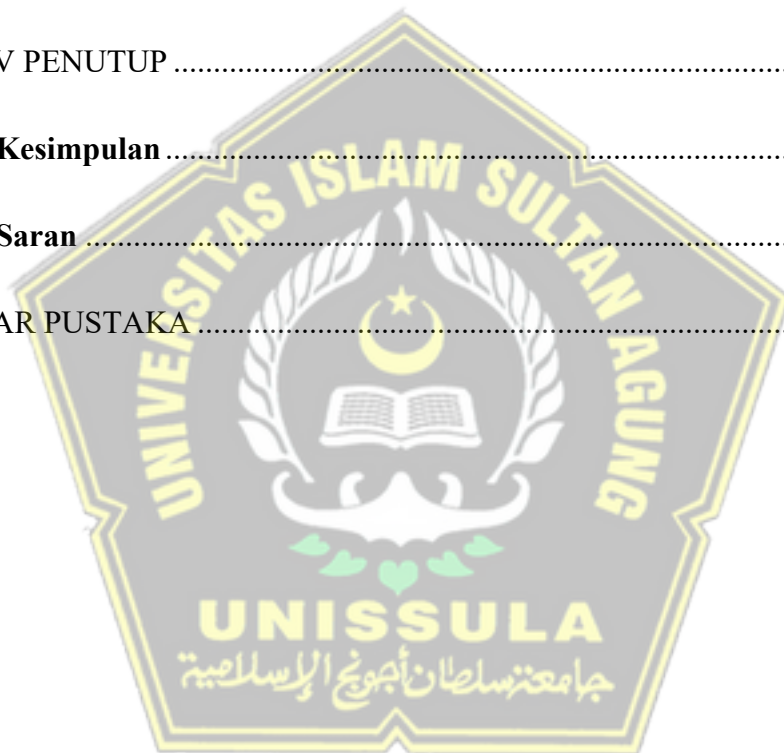 V PENUTUP ..........................................................................
Kesimpulan ..........................................................................
Saran ..........................................................................
AR PUSTAKA ..........................................................................
UNIVERSITAS ISLAM SULTAN AGUNG
UNISSULA
جامعة سلطان أجونج الإسلامية